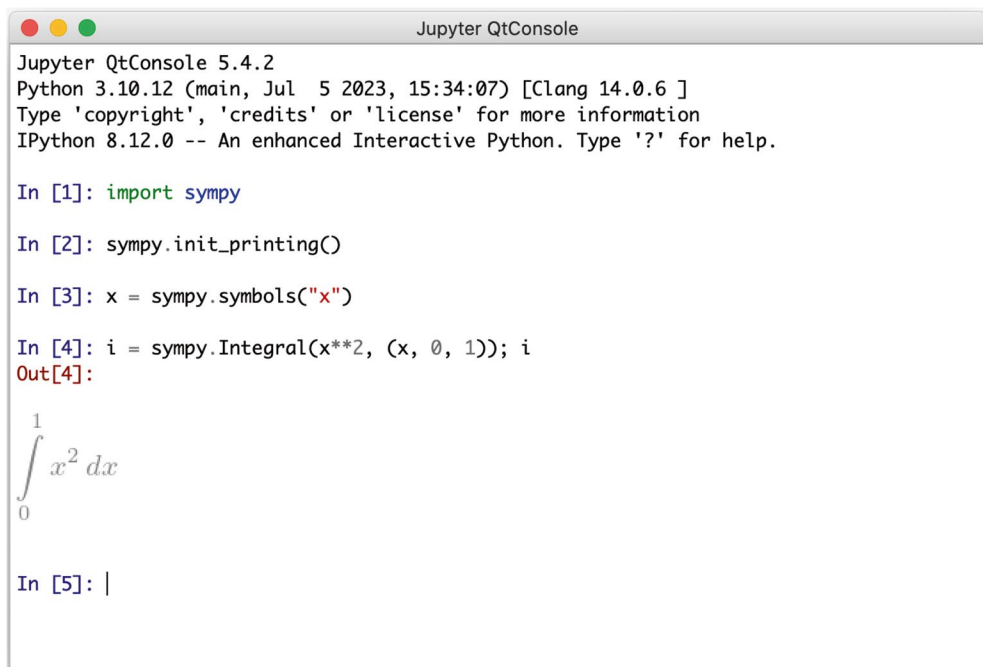 Jupyter QtConsole
Jupyter QtConsole 5.4.2
Python 3.10.12 (main, Jul  5 2023, 15:34:07) [Clang 14.0.6 ]
Type 'copyright', 'credits' or 'license' for more information
IPython 8.12.0 -- An enhanced Interactive Python. Type '?' for help.
In [1]: import sympy
In [2]: sympy.init_printing()
In [3]: x = sympy.symbols("x")
In [4]: i = sympy.Integral(x**2, (x, 0, 1)); i
Out[4]:
1
∫ x² dx
0
In [5]: